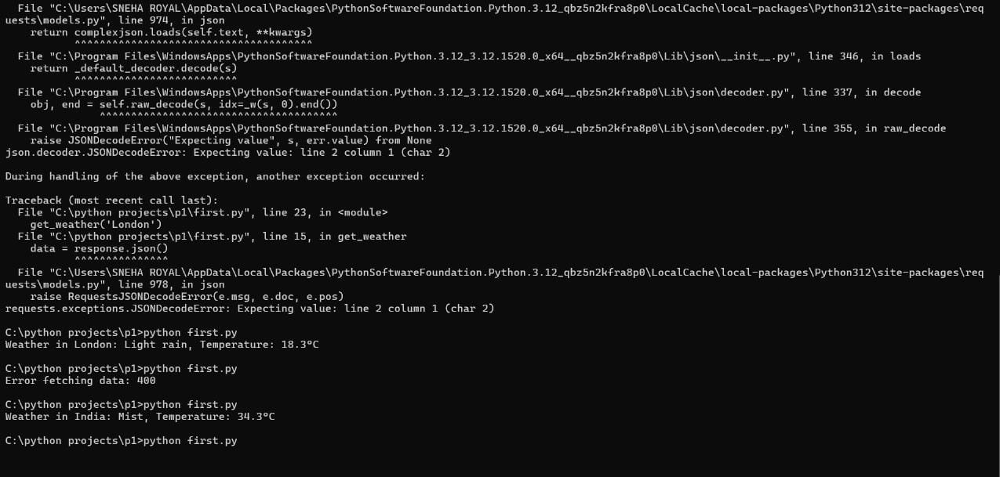 File "C:\Users\SNEHA ROYAL\AppData\Local\Packages\PythonSoftwareFoundation.Python.3.12_qbz5n2kfra8p0\LocalCache\local-packages\Python312\site-packages\req
uests\models.py", line 974, in json
    return complexjson.loads(self.text, **kwargs)
           ^^^^^^^^^^^^^^^^^^^^^^^^^^^^^^^^^^^^^^
  File "C:\Program Files\WindowsApps\PythonSoftwareFoundation.Python.3.12_3.12.1520.0_x64__qbz5n2kfra8p0\Lib\json\__init__.py", line 346, in loads
    return _default_decoder.decode(s)
           ^^^^^^^^^^^^^^^^^^^^^^^^^^
  File "C:\Program Files\WindowsApps\PythonSoftwareFoundation.Python.3.12_3.12.1520.0_x64__qbz5n2kfra8p0\Lib\json\decoder.py", line 337, in decode
    obj, end = self.raw_decode(s, idx=_w(s, 0).end())
               ^^^^^^^^^^^^^^^^^^^^^^^^^^^^^^^^^^^^^^
  File "C:\Program Files\WindowsApps\PythonSoftwareFoundation.Python.3.12_3.12.1520.0_x64__qbz5n2kfra8p0\Lib\json\decoder.py", line 355, in raw_decode
    raise JSONDecodeError("Expecting value", s, err.value) from None
json.decoder.JSONDecodeError: Expecting value: line 2 column 1 (char 2)

During handling of the above exception, another exception occurred:

Traceback (most recent call last):
  File "C:\python projects\p1\first.py", line 23, in <module>
    get_weather('London')
  File "C:\python projects\p1\first.py", line 15, in get_weather
    data = response.json()
           ^^^^^^^^^^^^^^^
  File "C:\Users\SNEHA ROYAL\AppData\Local\Packages\PythonSoftwareFoundation.Python.3.12_qbz5n2kfra8p0\LocalCache\local-packages\Python312\site-packages\req
uests\models.py", line 978, in json
    raise RequestsJSONDecodeError(e.msg, e.doc, e.pos)
requests.exceptions.JSONDecodeError: Expecting value: line 2 column 1 (char 2)

C:\python projects\p1>python first.py
Weather in London: Light rain, Temperature: 18.3°C

C:\python projects\p1>python first.py
Error fetching data: 400

C:\python projects\p1>python first.py
Weather in India: Mist, Temperature: 34.3°C

C:\python projects\p1>python first.py